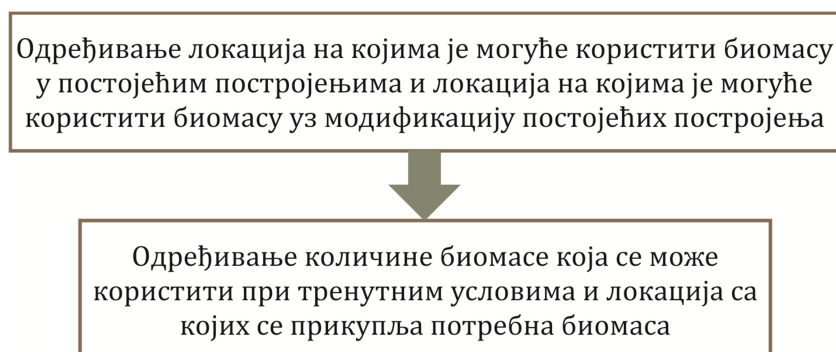 Одређивање локација на којима је могуће користити биомасу
у постојећим постројењима и локација на којима је могуће
користити биомасу уз модификацију постојећих постројења
Одређивање количине биомасе која се може
користити при тренутним условима и локација са
којих се прикупља потребна биомаса